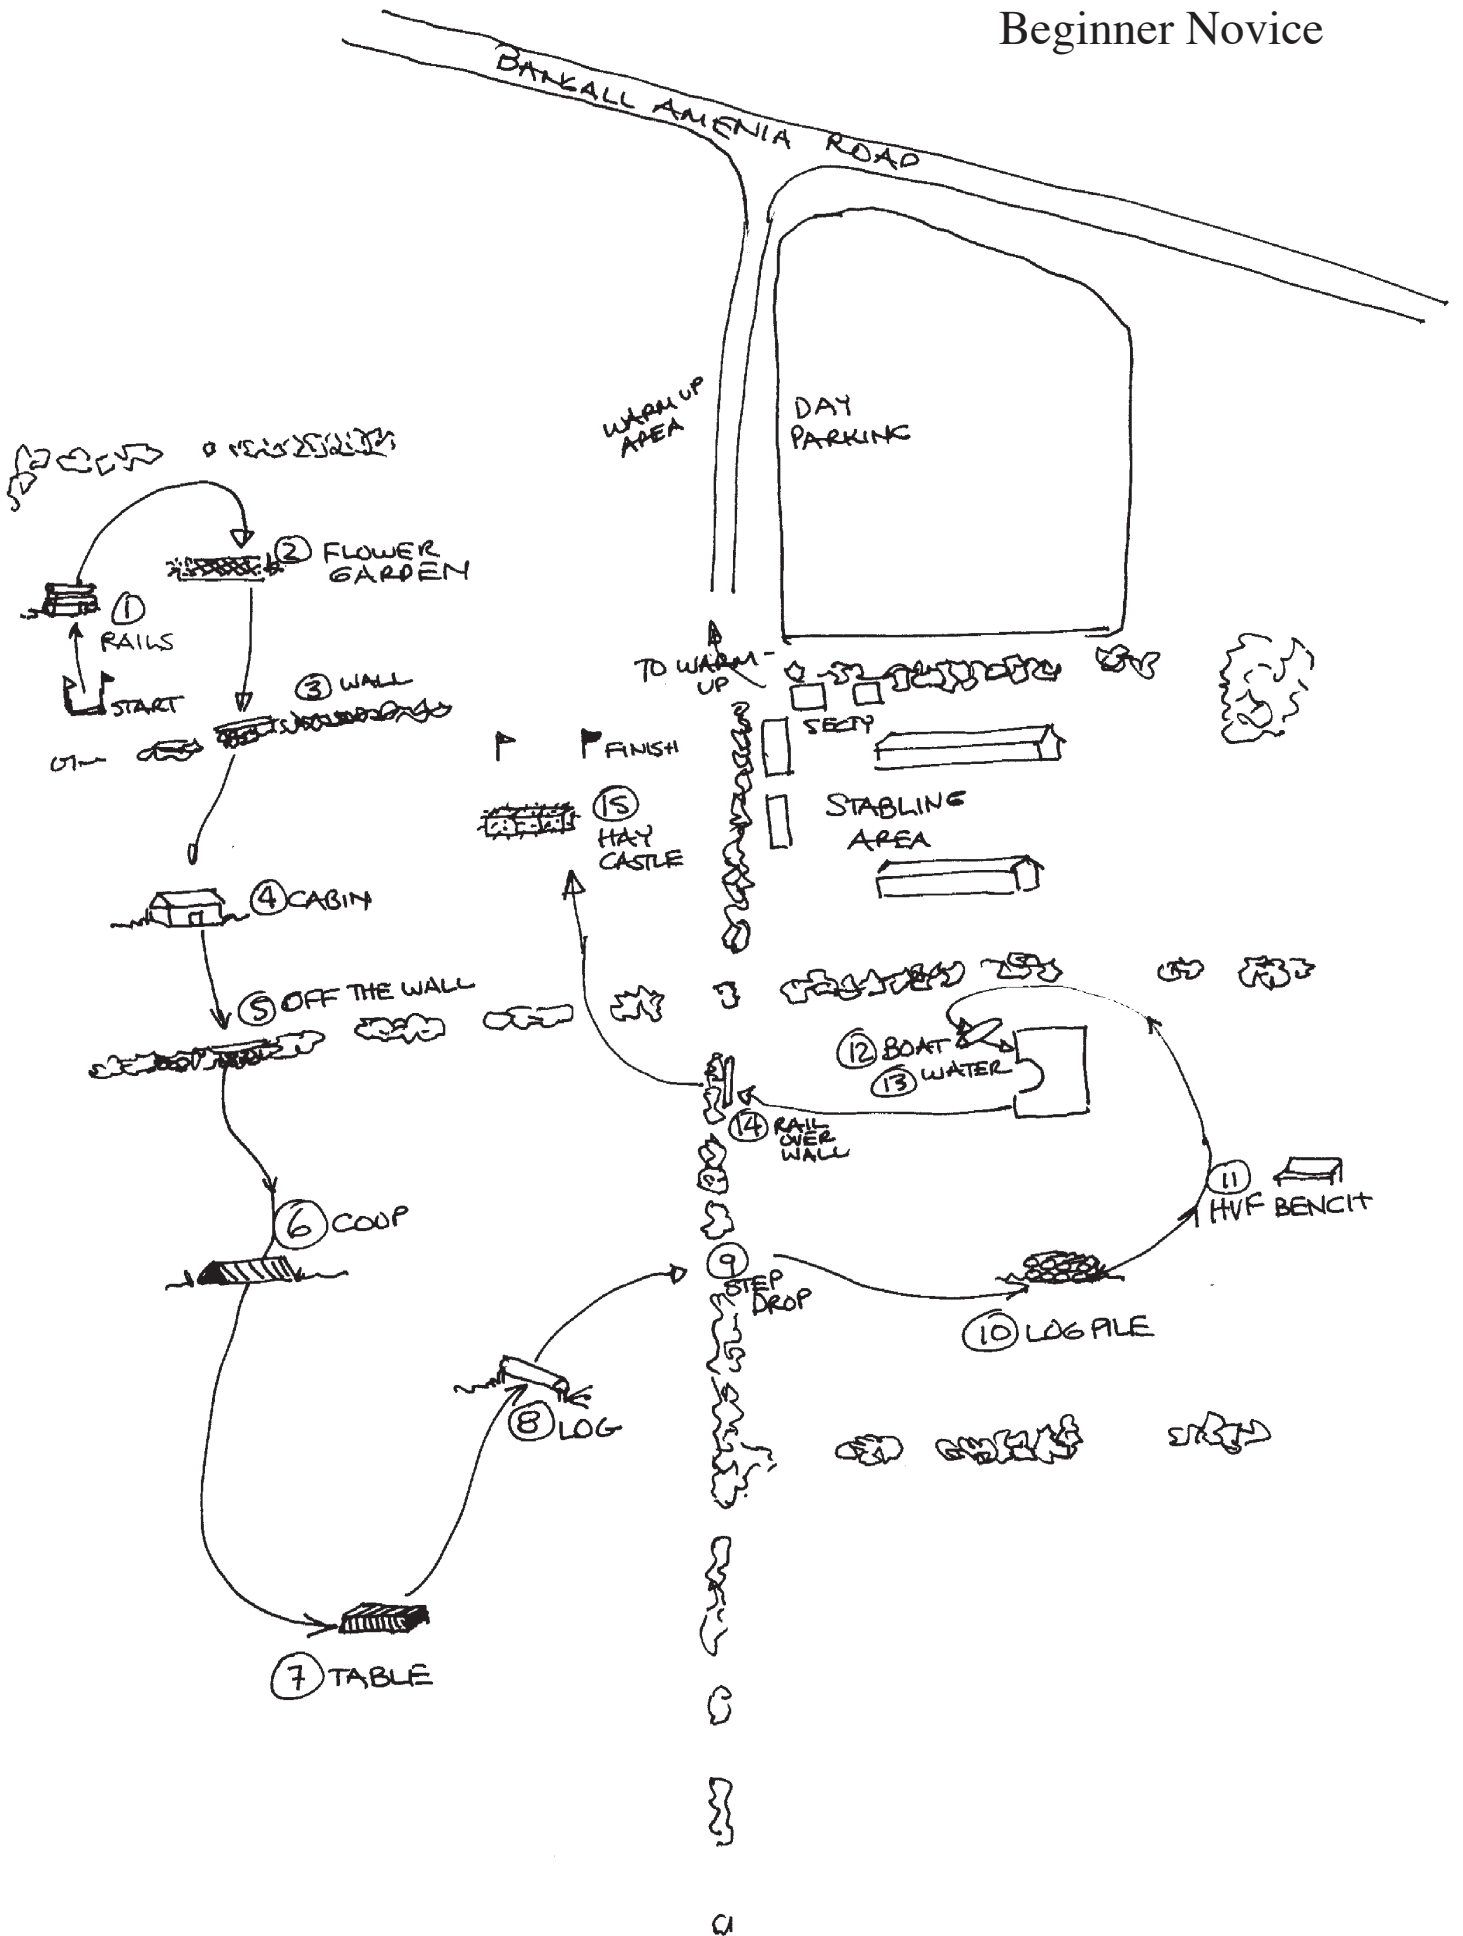 Beginner Novice
BANGALL AMENIA ROAD
WARM UP
AREA
DAY
PARKING
2 FLOWER
GARDEN
1
RAILS
START
TO WARM-
UP
3 WALL
SECTY
FINISH
15
HAY
CASTLE
STABLING
AREA
4 CABIN
5 OFF THE WALL
12 BOAT
13 WATER
14 RAIL
OVER
WALL
11
HVF BENCH
6 COOP
9
STEP
DROP
10 LOG PILE
8 LOG
7 TABLE